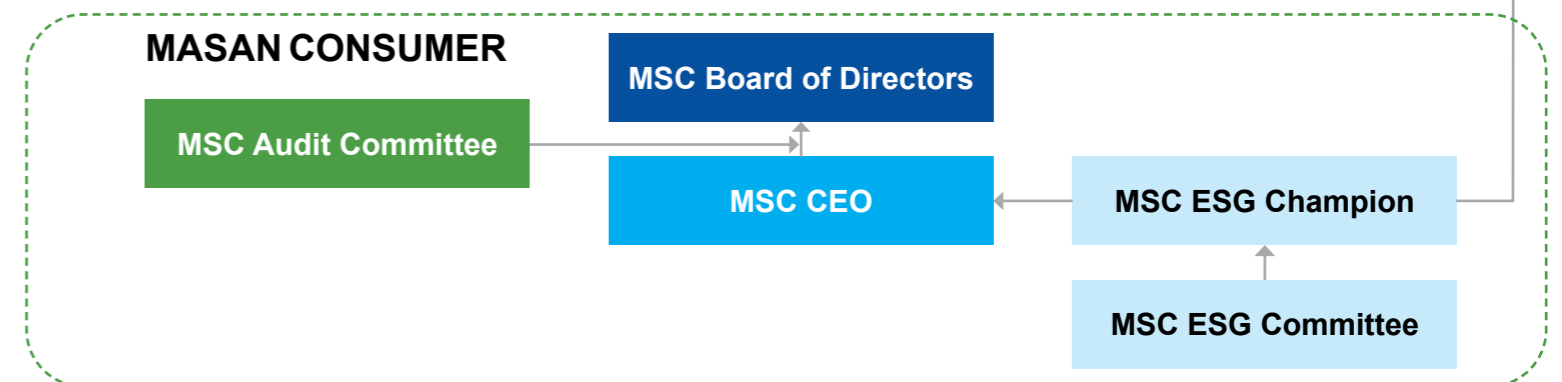 MASAN CONSUMER
MSC Board of Directors
MSC Audit Committee
MSC CEO
MSC ESG Champion
MSC ESG Committee